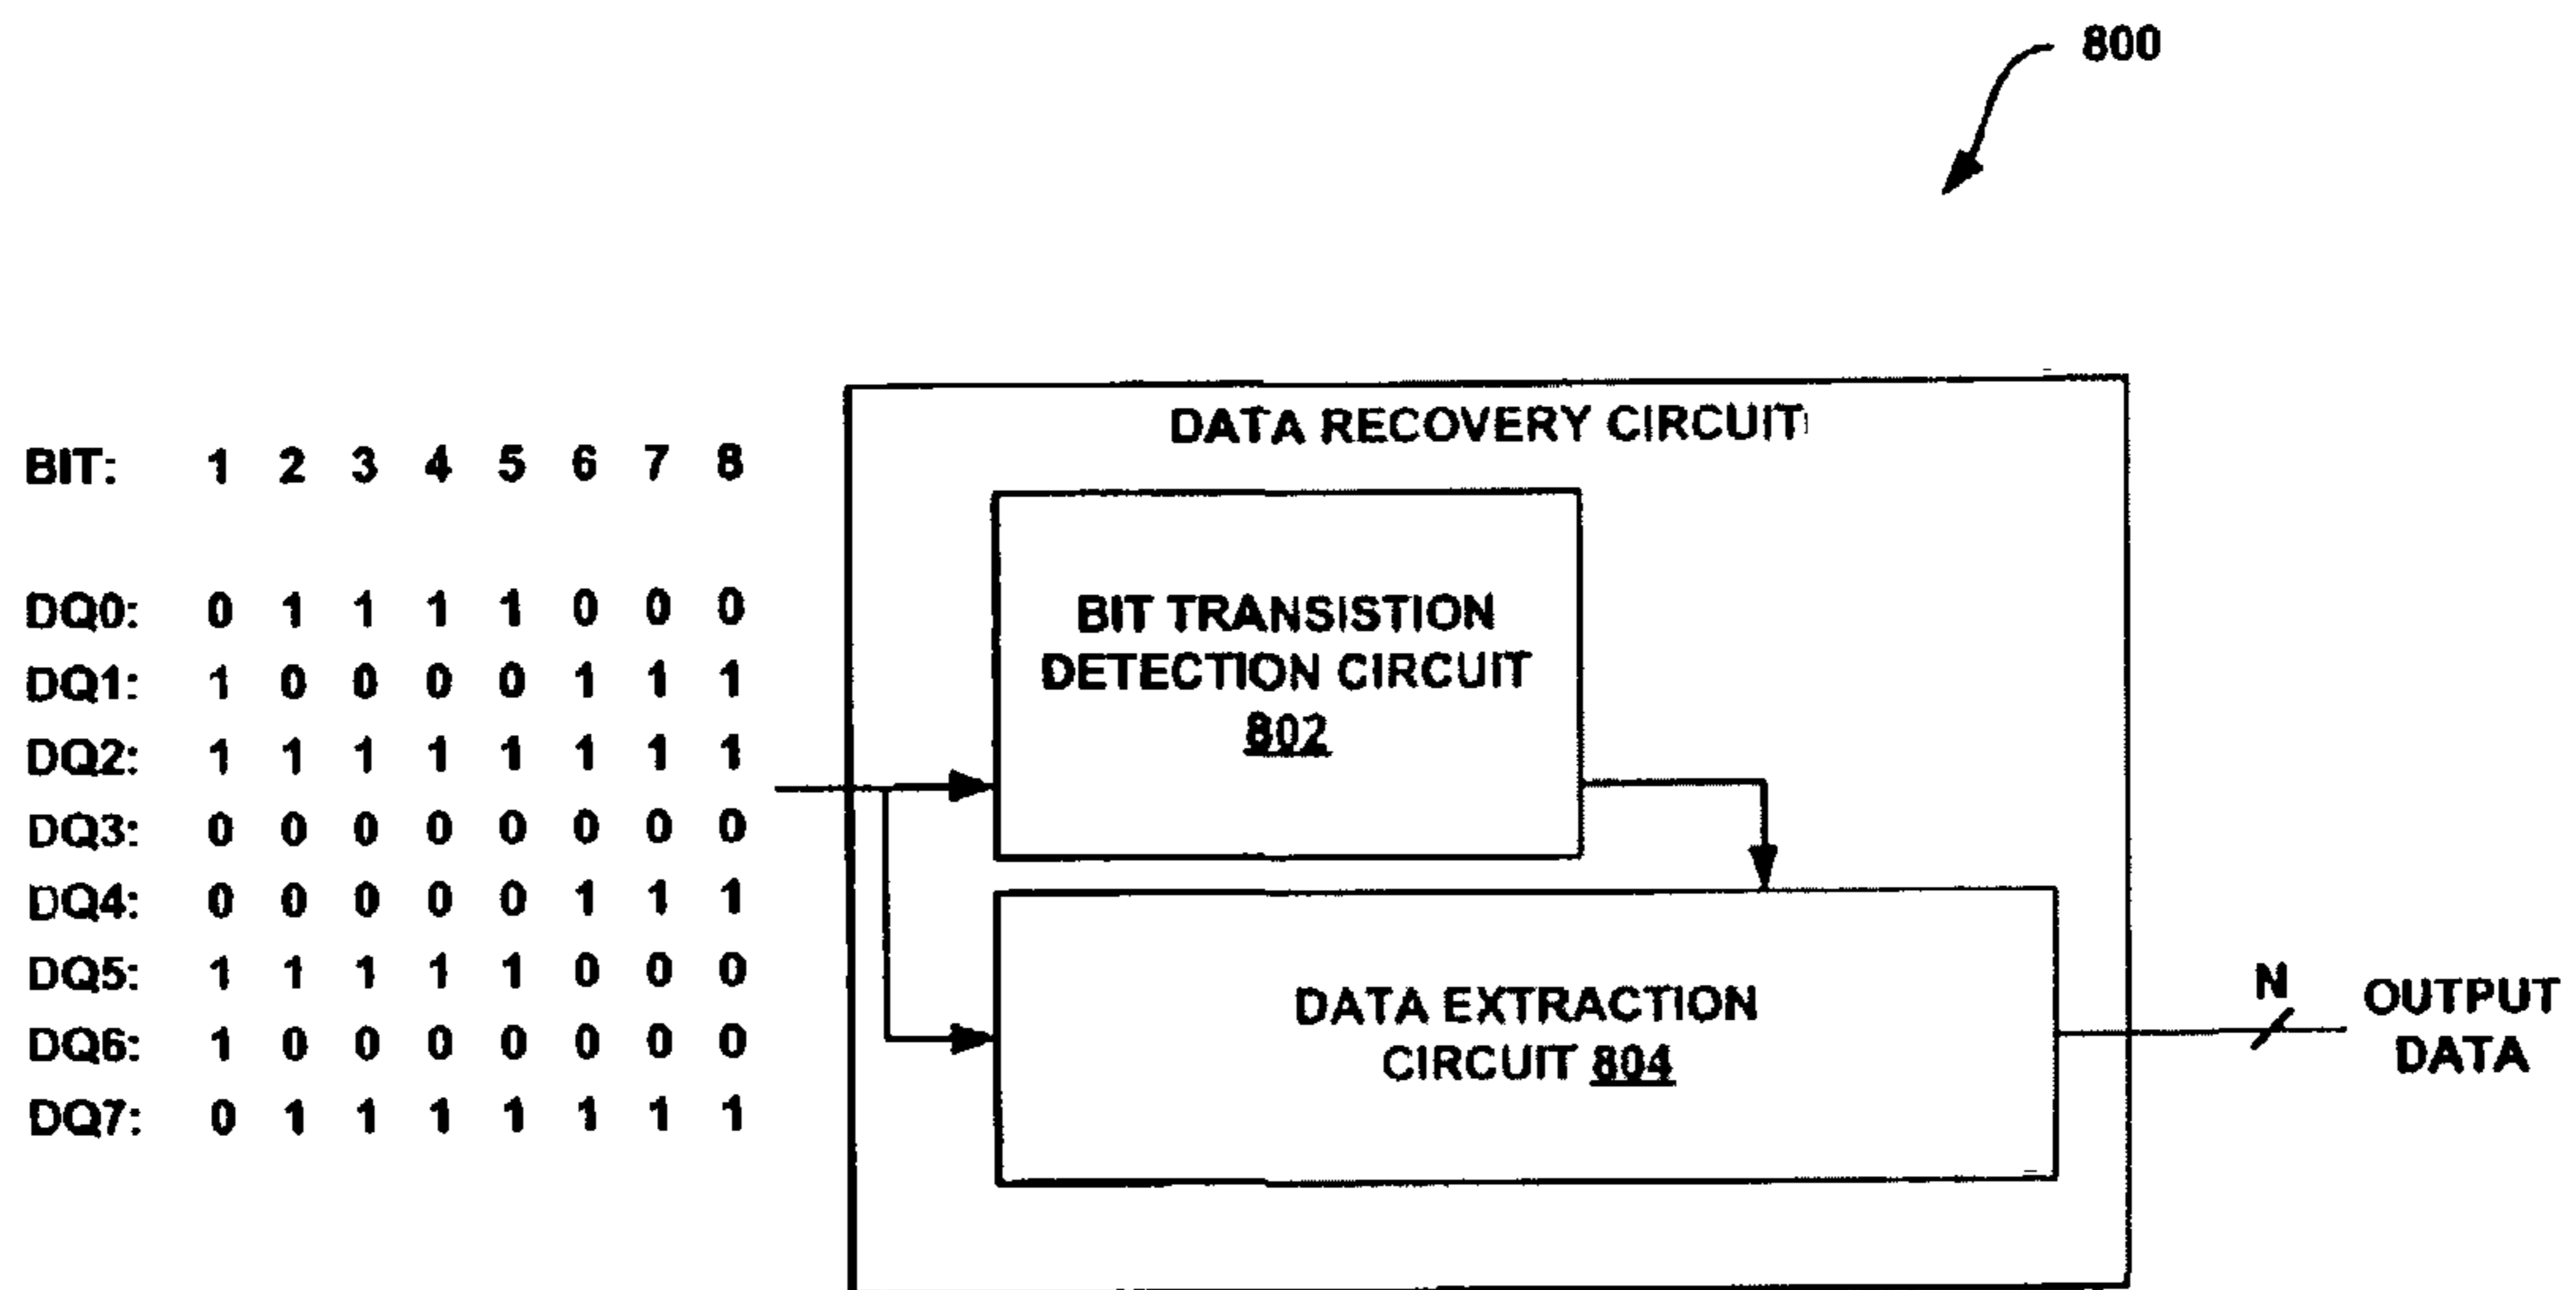 800
DATA RECOVERY CIRCUIT
BIT: 1 2 3 4 5 6 7 8
DQ0: 0 1 1 1 1 0 0 0
DQ1: 1 0 0 0 0 1 1 1
DQ2: 1 1 1 1 1 1 1 1
DQ3: 0 0 0 0 0 0 0 0
DQ4: 0 0 0 0 0 1 1 1
DQ5: 1 1 1 1 1 0 0 0
DQ6: 1 0 0 0 0 0 0 0
DQ7: 0 1 1 1 1 1 1 1
BIT TRANSISTION
DETECTION CIRCUIT
802
DATA EXTRACTION
CIRCUIT 804
N
OUTPUT
DATA